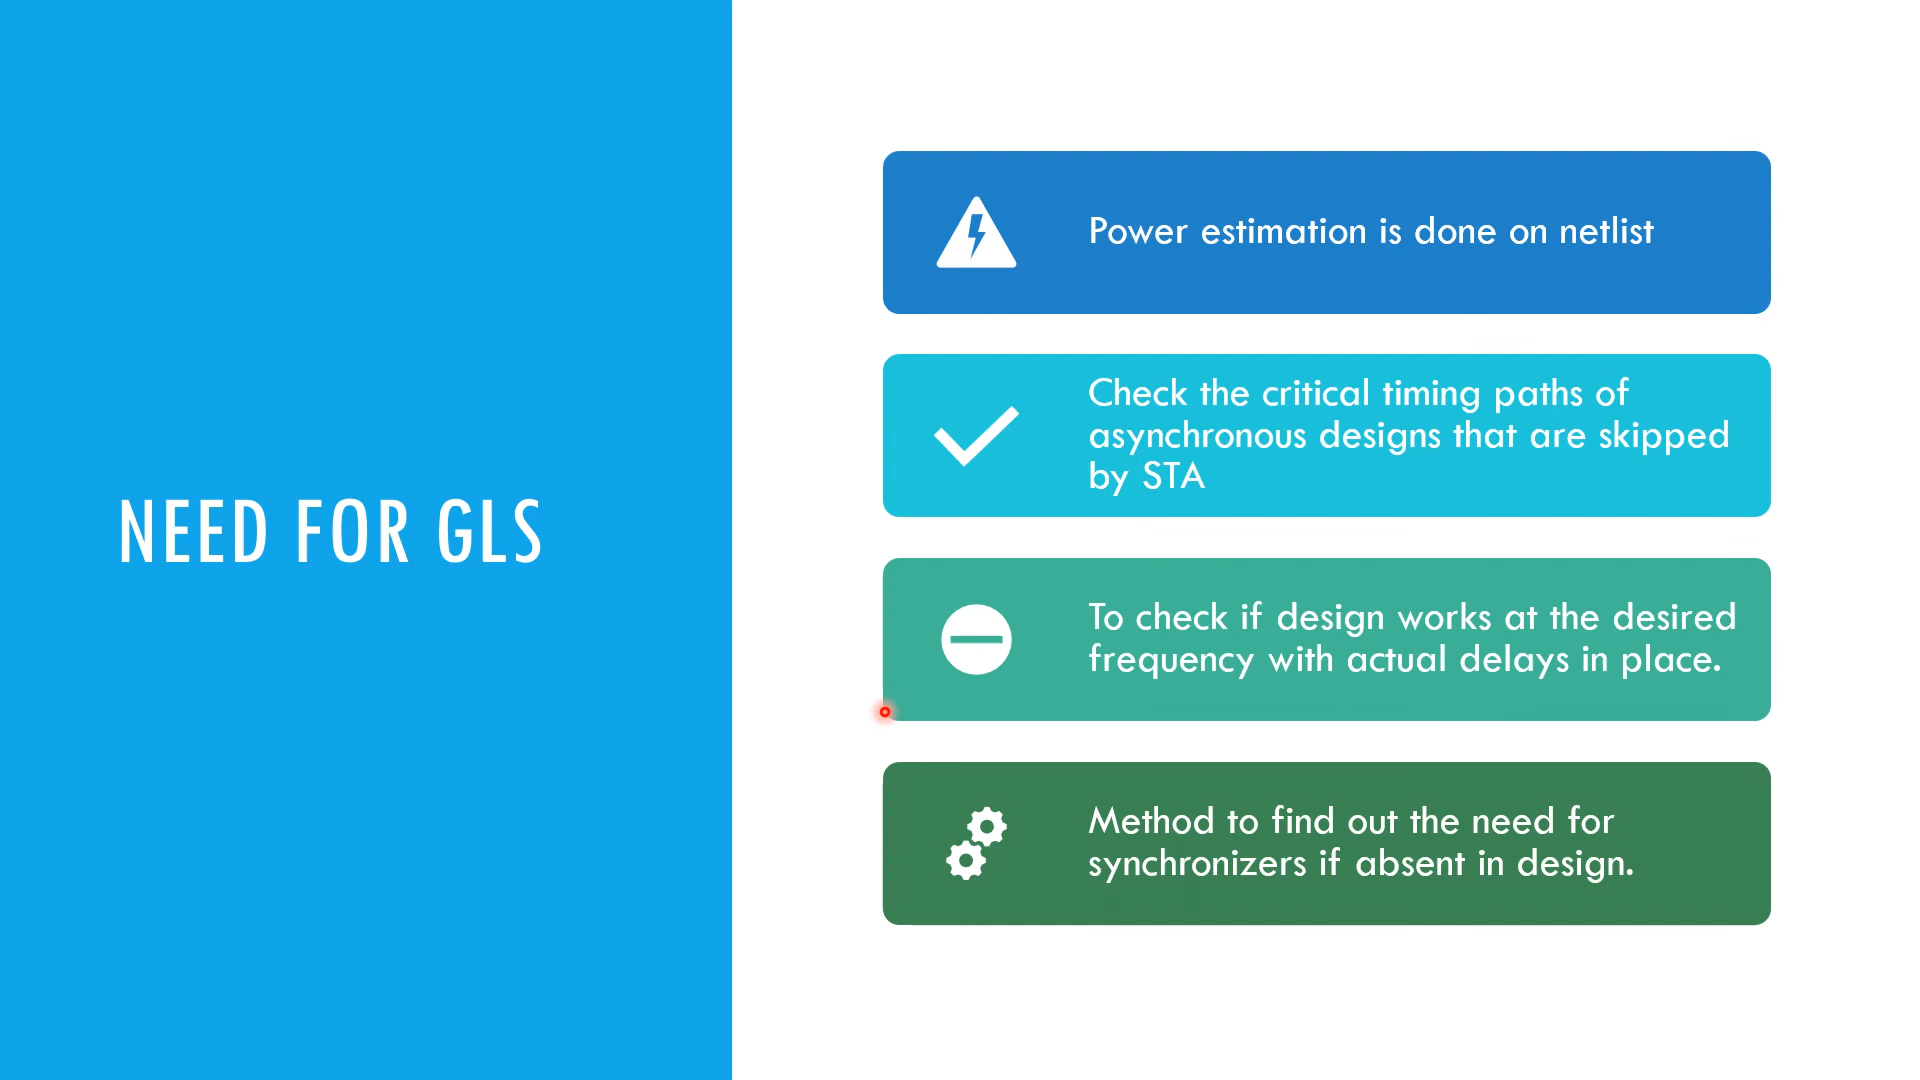 NEED FOR GLS
Power estimation is done on netlist
Check the critical timing paths of
asynchronous designs that are skipped
by STA
To check if design works at the desired
frequency with actual delays in place.
Method to find out the need for
synchronizers if absent in design.